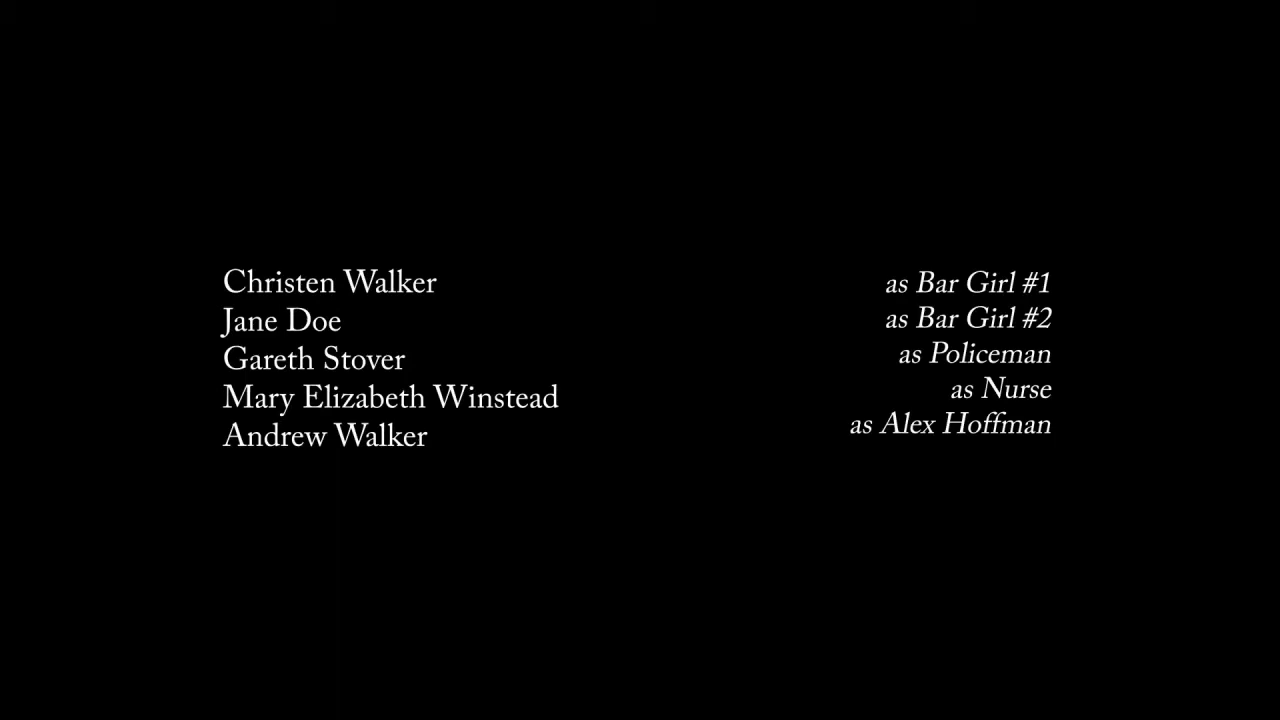 Christen Walker as Bar Girl #1
Jane Doe as Bar Girl #2
Gareth Stover as Policeman
Mary Elizabeth Winstead as Nurse
Andrew Walker as Alex Hoffman